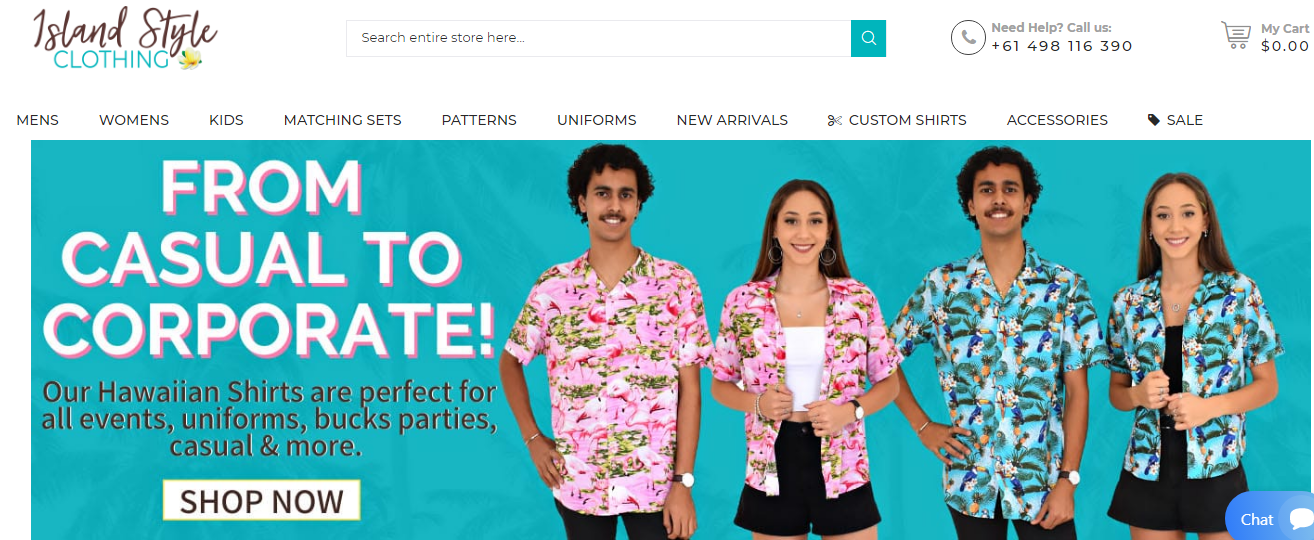 Island Style
CLOTHING
Search entire store here...
Need Help? Call us:
+61 498 116 390
My Cart
$0.00
MENS WOMENS KIDS MATCHING SETS PATTERNS UNIFORMS NEW ARRIVALS CUSTOM SHIRTS ACCESSORIES SALE
FROM
CASUAL TO
CORPORATE!
Our Hawaiian Shirts are perfect for
all events, uniforms, bucks parties,
casual & more.
SHOP NOW
Chat